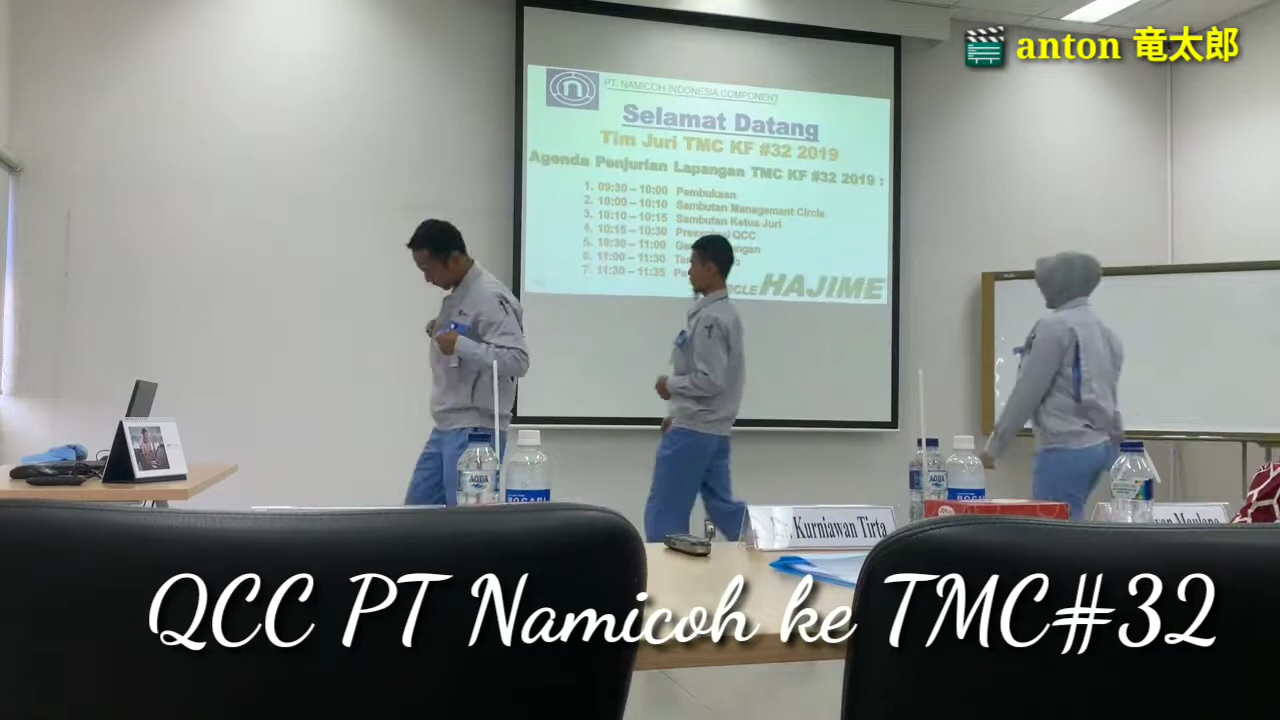 anton 竜太郎
PT. NAMICOH INDONESIA COMPONENT
Selamat Datang
Tim Juri TMC KF #32 2019
Agenda Penjurian Lapangan TMC KF #32 2019 :
1. 09:30 – 10:00 Pembukaan
2. 10:00 – 10:10 Sambutan Management Circle
3. 10:10 – 10:15 Sambutan Ketua Juri
4. 10:15 – 10:30 Presentasi QCC
5. 10:30 – 11:00
6. 11:00 – 11:30
7. 11:30 – 11:35
HAJIME
AQUA
POCARI
Kurniawan Tirta
Maulana
QCC PT Namicoh ke TMC#32